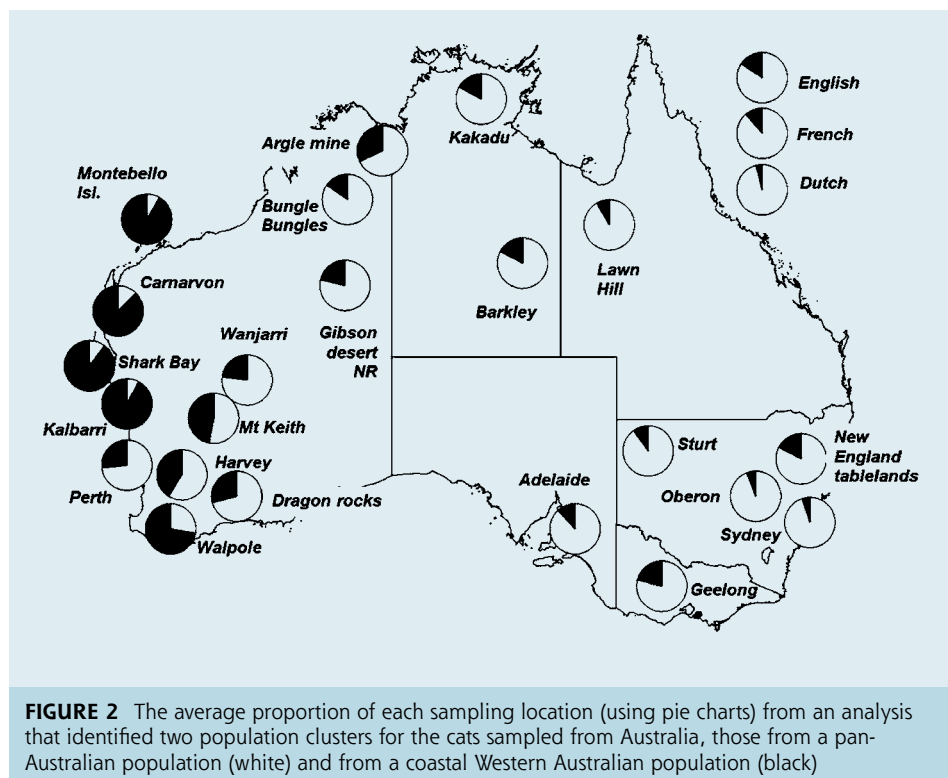 English
French
Dutch
Kakadu
Argle mine
Montebello
Isl.
Bungle
Bungles
Carnarvon
Lawn
Hill
Barkley
Gibson
desert
NR
Wanjarri
Shark Bay
Mt Keith
Kalbarri
Perth
Harvey
Dragon rocks
Walpole
Adelaide
Sturt
New
England
tablelands
Oberon
Sydney
Geelong
FIGURE 2 The average proportion of each sampling location (using pie charts) from an analysis
that identified two population clusters for the cats sampled from Australia, those from a pan-
Australian population (white) and from a coastal Western Australian population (black)